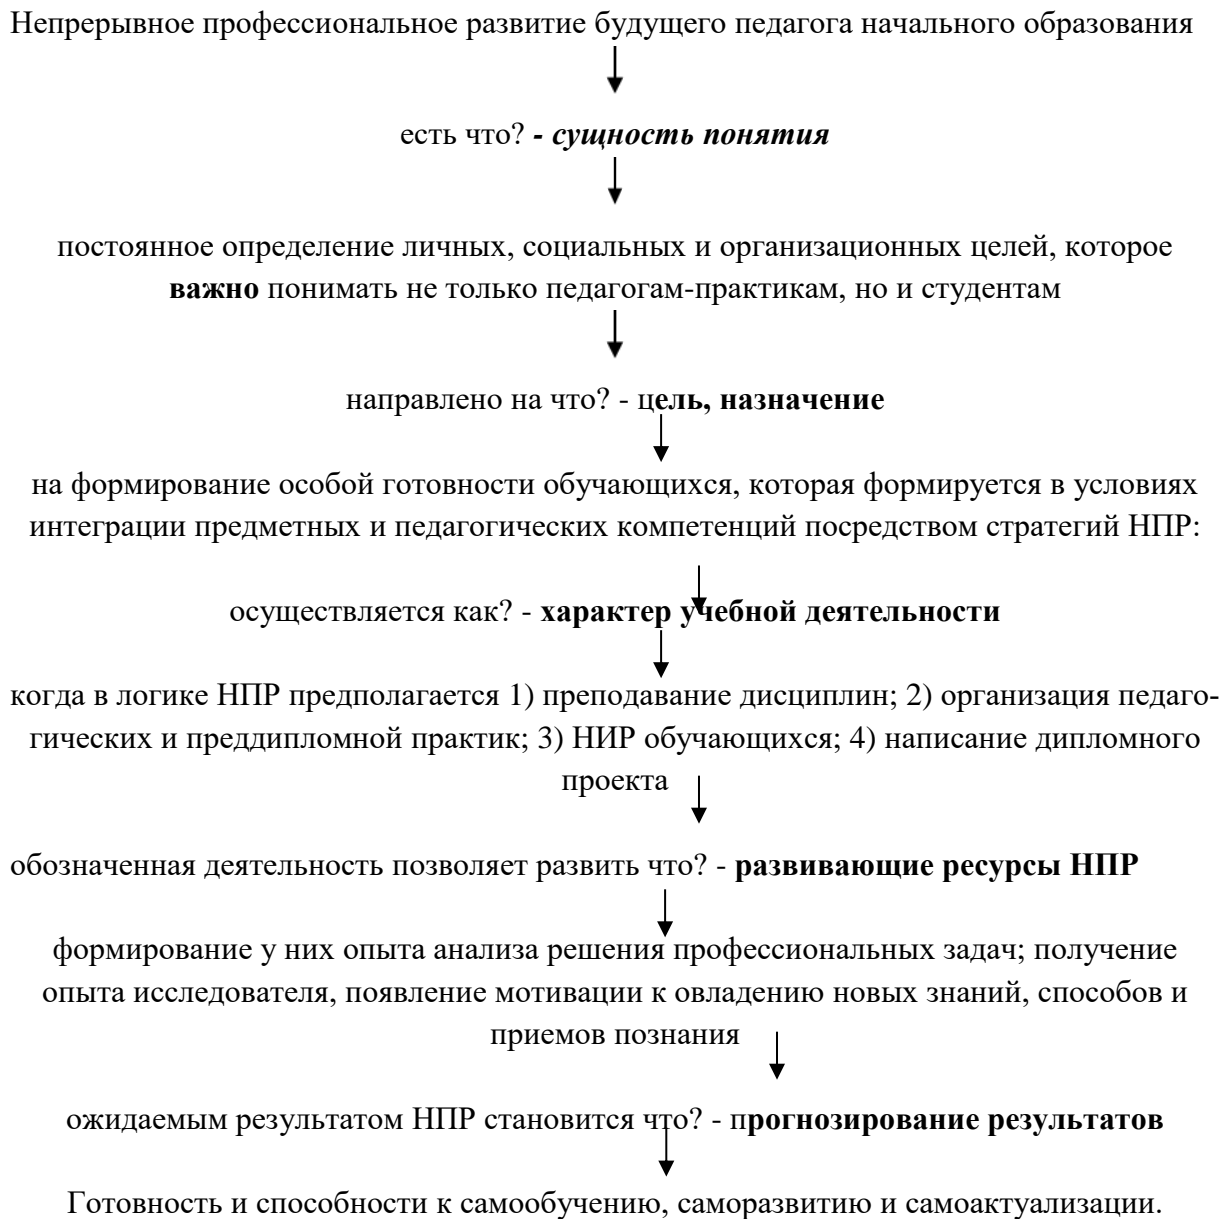 Непрерывное профессиональное развитие будущего педагога начального образования
есть что? - сущность понятия
постоянное определение личных, социальных и организационных целей, которое
важно понимать не только педагогам-практикам, но и студентам
направлено на что? - цель, назначение
на формирование особой готовности обучающихся, которая формируется в условиях
интеграции предметных и педагогических компетенций посредством стратегий НПР:
осуществляется как? - характер учебной деятельности
когда в логике НПР предполагается 1) преподавание дисциплин; 2) организация педаго-
гических и преддипломной практик; 3) НИР обучающихся; 4) написание дипломного
проекта
обозначенная деятельность позволяет развить что? - развивающие ресурсы НПР
формирование у них опыта анализа решения профессиональных задач; получение
опыта исследователя, появление мотивации к овладению новых знаний, способов и
приемов познания
ожидаемым результатом НПР становится что? - прогнозирование результатов
Готовность и способности к самообучению, саморазвитию и самоактуализации.